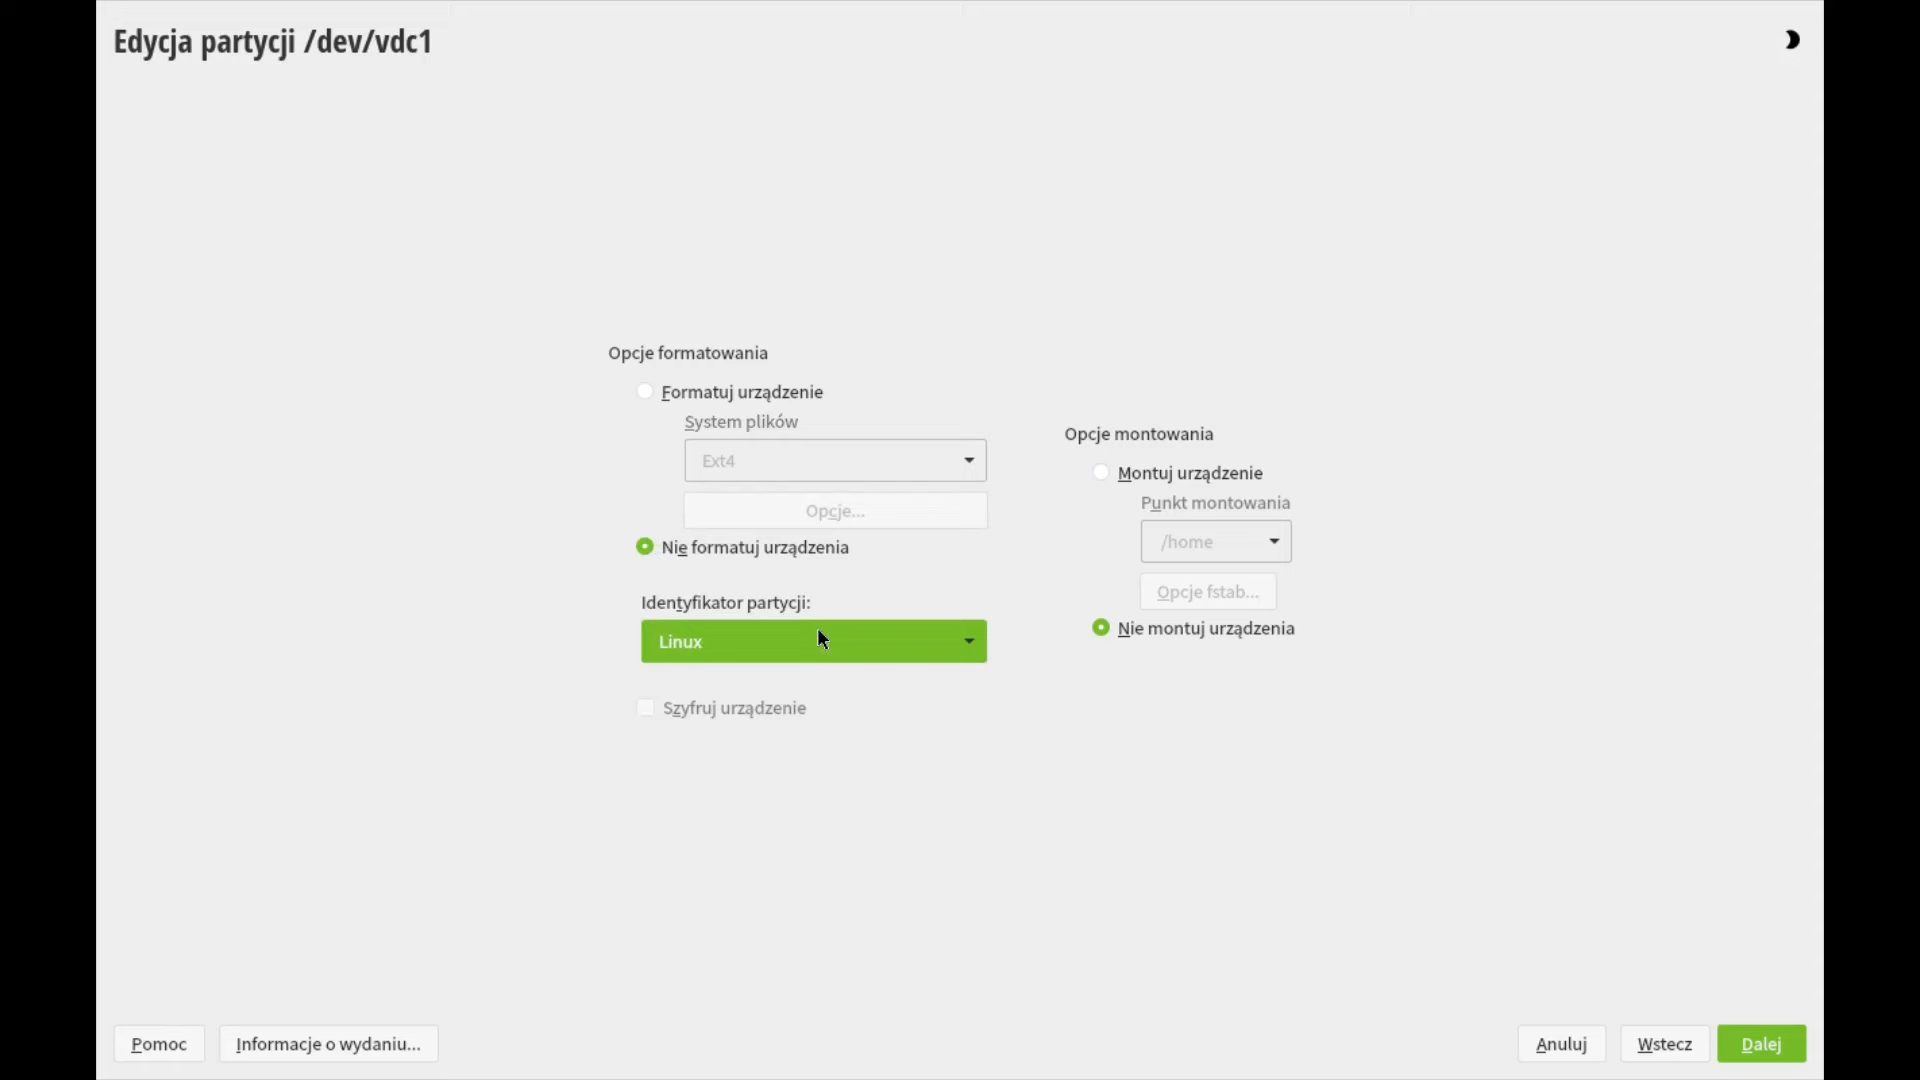 Edycja partycji /dev/vdc1
Opcje formatowania
Formatuj urządzenie
System plików
Ext4
Opcje...
Nie formatuj urządzenia
Identyfikator partycji:
Linux
Szyfruj urządzenie
Opcje montowania
Montuj urządzenie
Punkt montowania
/home
Opcje fstab...
Nie montuj urządzenia
Pomoc
Informacje o wydaniu...
Anuluj
Wstecz
Dalej